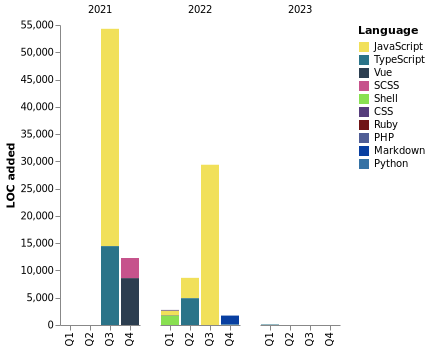 2021 2022 2023
Language
JavaScript
TypeScript
Vue
SCSS
Shell
CSS
Ruby
PHP
Markdown
Python
LOC added
55,000
50,000
45,000
40,000
35,000
30,000
25,000
20,000
15,000
10,000
5,000
0
Q1 Q2 Q3 Q4 Q1 Q2 Q3 Q4 Q1 Q2 Q3 Q4